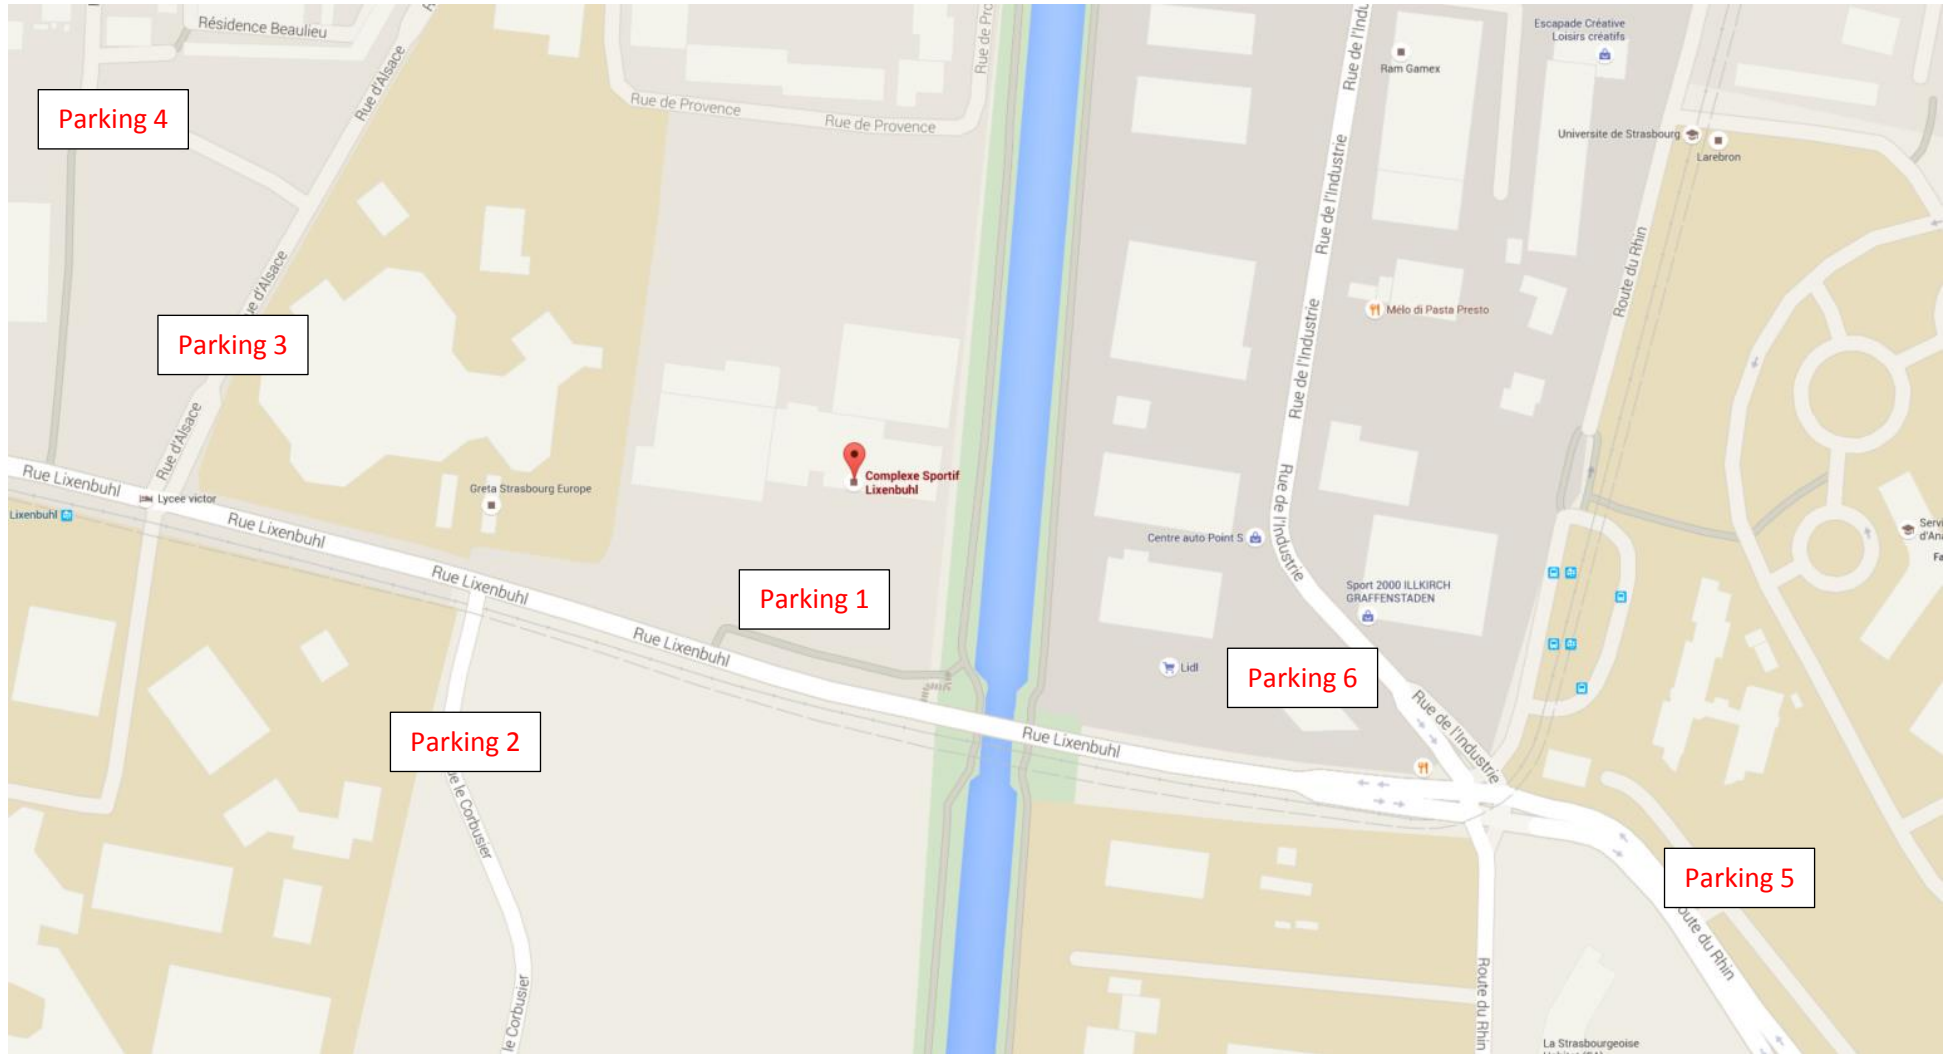 Résidence Beaulieu
Rue d'Alsace
Parking 4
Rue de Provence
Rue de Provence
Rue de l'Industrie
Rue de l'Industrie
Rue de l'Industrie
Rue de l'Industrie
Ram Gamex
Escapade Créative
Loisirs créatifs
Universite de Strasbourg
Larebron
Route du Rhin
Mélo di Pasta Presto
Parking 3
Rue d'Alsace
Rue Lixenbuhl
Lycee victor
Lixenbuhl
Rue Lixenbuhl
Greta Strasbourg Europe
Complexe Sportif
Lixenbuhl
Rue Lixenbuhl
Parking 1
Rue Lixenbuhl
Centre auto Point S
Rue de l'Industrie
Sport 2000 ILLKIRCH
GRAFFENSTADEN
Lidl
Parking 6
Rue de l'Industrie
Rue Lixenbuhl
Parking 2
le Corbusier
le Corbusier
Parking 5
Route du Rhin
Route du Rhin
La Strasbourgeoise